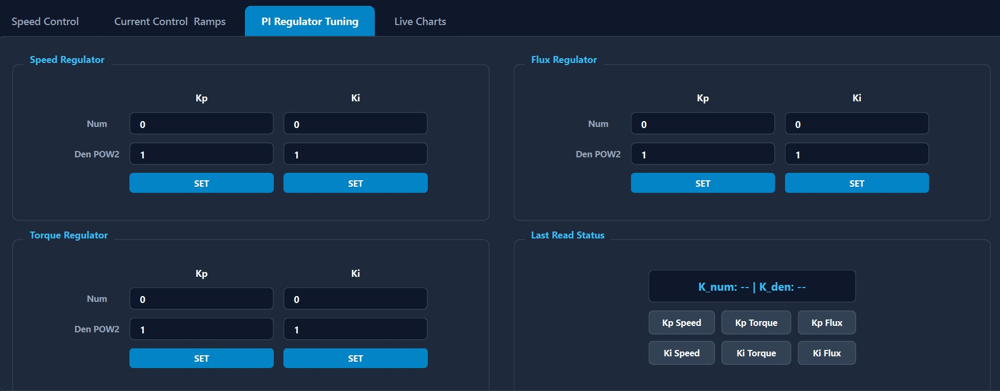 Speed Control Current Control Ramps PI Regulator Tuning Live Charts
Speed Regulator
Kp Ki
Num 0 0
Den POW2 1 1
SET SET
Flux Regulator
Kp Ki
Num 0 0
Den POW2 1 1
SET SET
Torque Regulator
Kp Ki
Num 0 0
Den POW2 1 1
SET SET
Last Read Status
K_num: -- | K_den: --
Kp Speed Kp Torque Kp Flux
Ki Speed Ki Torque Ki Flux